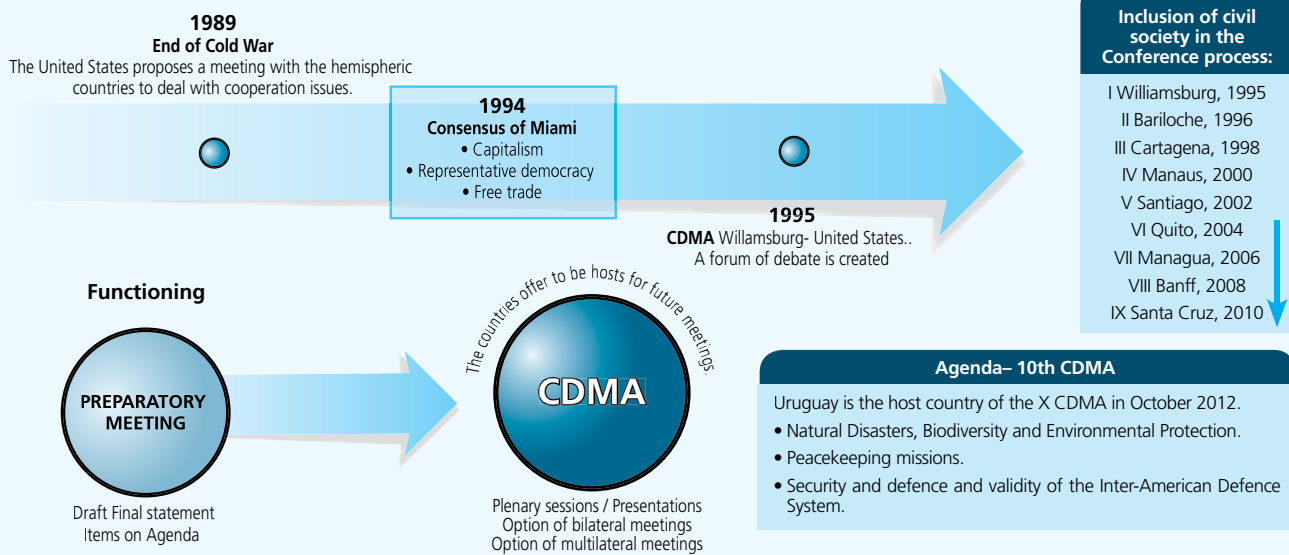 1989
End of Cold War
The United States proposes a meeting with the hemispheric
countries to deal with cooperation issues.
1994
Consensus of Miami
• Capitalism
• Representative democracy
• Free trade
1995
CDMA Willamsburg- United States..
A forum of debate is created
Inclusion of civil
society in the
Conference process:
I Williamsburg, 1995
II Bariloche, 1996
III Cartagena, 1998
IV Manaus, 2000
V Santiago, 2002
VI Quito, 2004
VII Managua, 2006
VIII Banff, 2008
IX Santa Cruz, 2010
Functioning
PREPARATORY
MEETING
Draft Final statement
Items on Agenda
The countries offer to be hosts for future meetings.
CDMA
Plenary sessions / Presentations
Option of bilateral meetings
Option of multilateral meetings
Agenda– 10th CDMA
Uruguay is the host country of the X CDMA in October 2012.
• Natural Disasters, Biodiversity and Environmental Protection.
• Peacekeeping missions.
• Security and defence and validity of the Inter-American Defence
System.